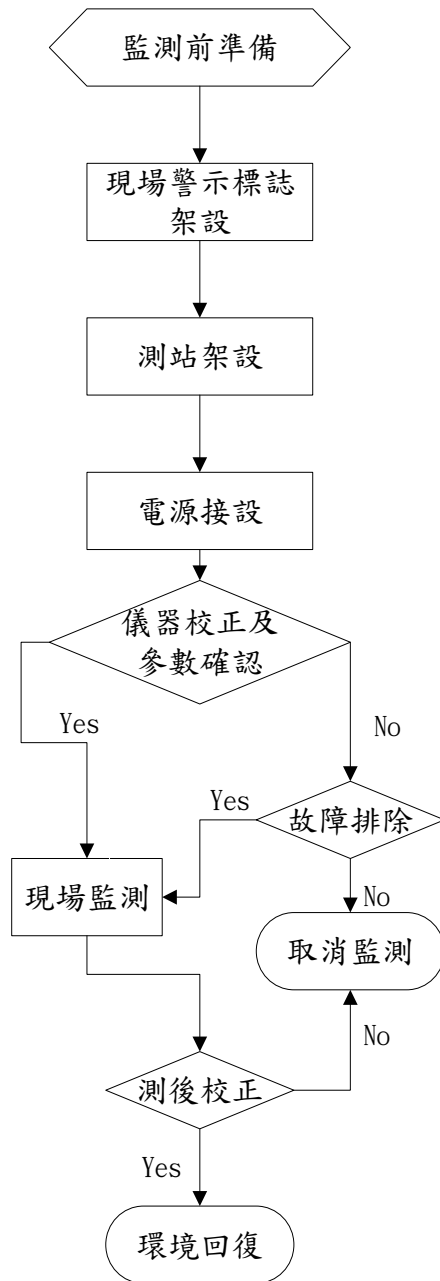 監測前準備
現場警示標誌
架設
測站架設
電源接設
儀器校正及
參數確認
Yes
No
Yes
故障排除
現場監測
No
取消監測
No
測後校正
Yes
環境回復